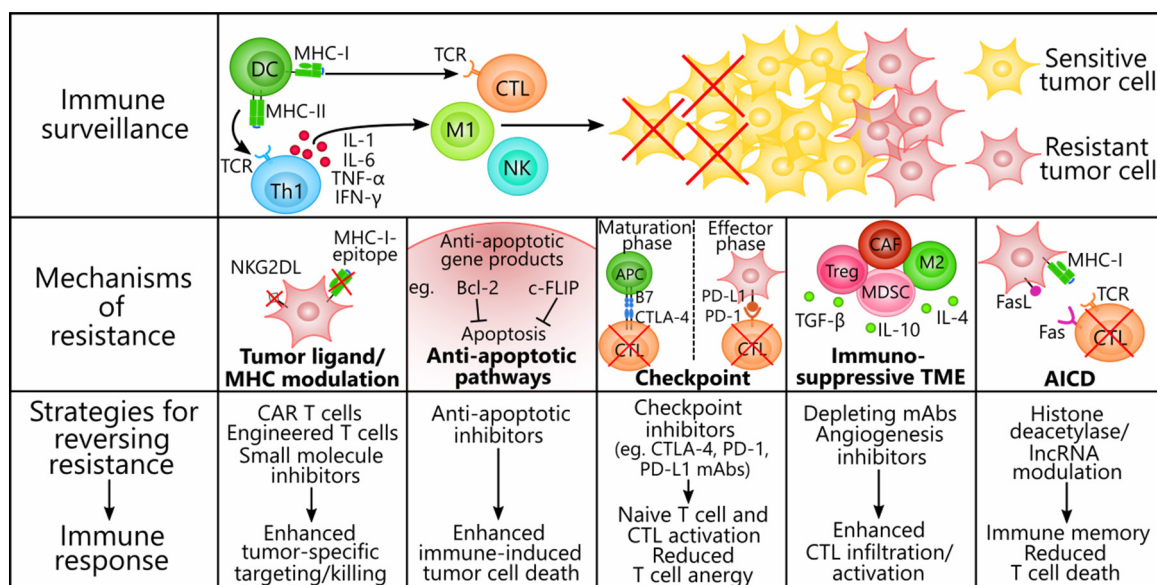 Immune
surveillance
DC
MHC-I
MHC-II
TCR
Th1
IL-1
IL-6
TNF-α
IFN-γ
TCR
CTL
M1
NK
Sensitive
tumor cell
Resistant
tumor cell
Mechanisms
of
resistance
NKG2DL
MHC-I-
epitope
Tumor ligand/
MHC modulation
Anti-apoptotic
gene products
eg.
Bcl-2
c-FLIP
Apoptosis
Anti-apoptotic
pathways
Maturation
phase
APC
B7
CTLA-4
CTL
Effector
phase
PD-L1
PD-1
CTL
Checkpoint
CAF
Treg
M2
MDSC
TGF-β
IL-10
IL-4
Immuno-
suppressive TME
MHC-I
FasL
TCR
Fas
CTL
AICD
Strategies for
reversing
resistance
Immune
response
CAR T cells
Engineered T cells
Small molecule
inhibitors
Enhanced
tumor-specific
targeting/killing
Anti-apoptotic
inhibitors
Enhanced
immune-induced
tumor cell death
Checkpoint
inhibitors
(eg. CTLA-4, PD-1,
PD-L1 mAbs)
Naive T cell and
CTL activation
Reduced
T cell anergy
Depleting mAbs
Angiogenesis
inhibitors
Enhanced
CTL infiltration/
activation
Histone
deacetylase/
lncRNA
modulation
Immune memory
Reduced
T cell death